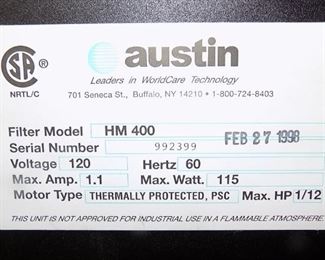 austin
Leaders in WorldCare Technology
SA ®
NRTL/C
701 Seneca St., Buffalo, NY 14210 • 1-800-724-8403
Filter Model HM 400
FEB 27 1998
Serial Number 992399
Voltage 120 Hertz 60
Max. Amp. 1.1 Max. Watt. 115
Motor Type THERMALLY PROTECTED, PSC Max. HP 1/12
THIS UNIT IS NOT APPROVED FOR INDUSTRIAL USE IN A FLAMMABLE ATMOSPHERE.